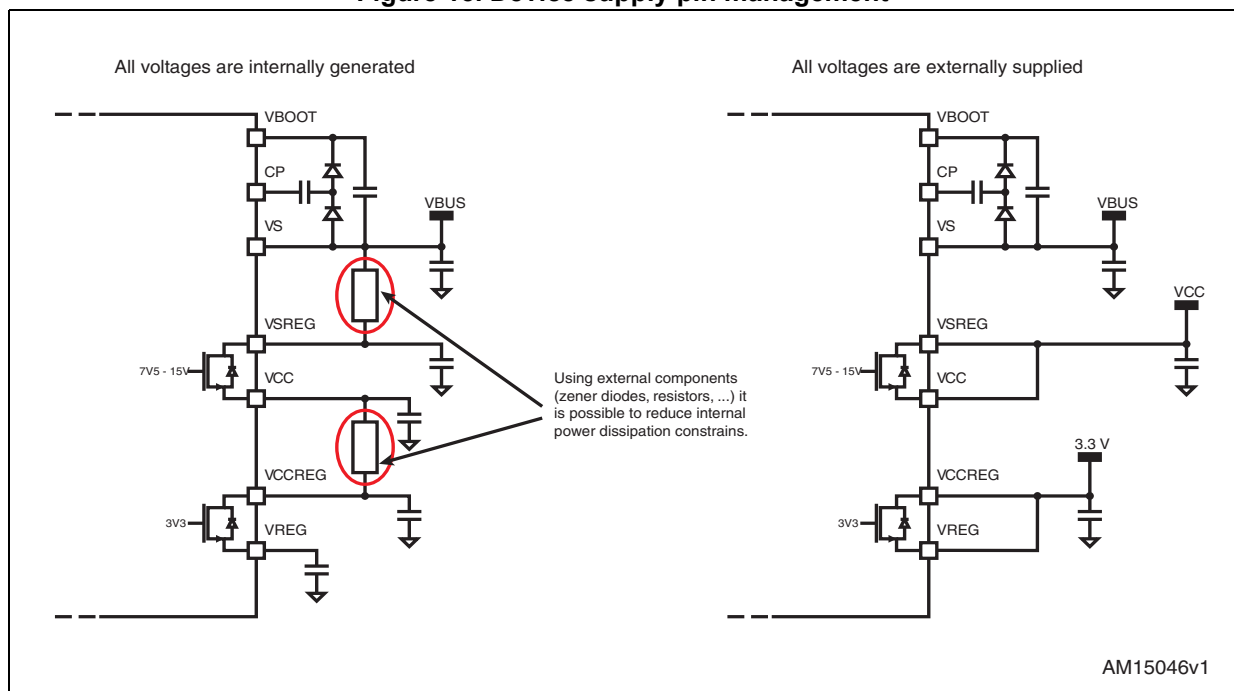 All voltages are internally generated
VBOOT
CP
VS
VBUS
VSREG
7V5 - 15V
VCC
VCCREG
3V3
VREG
Using external components
(zener diodes, resistors, ...) it
is possible to reduce internal
power dissipation constrains.
All voltages are externally supplied
VBOOT
CP
VS
VBUS
VCC
VSREG
7V5 - 15V
VCC
3.3 V
VCCREG
3V3
VREG
AM15046v1